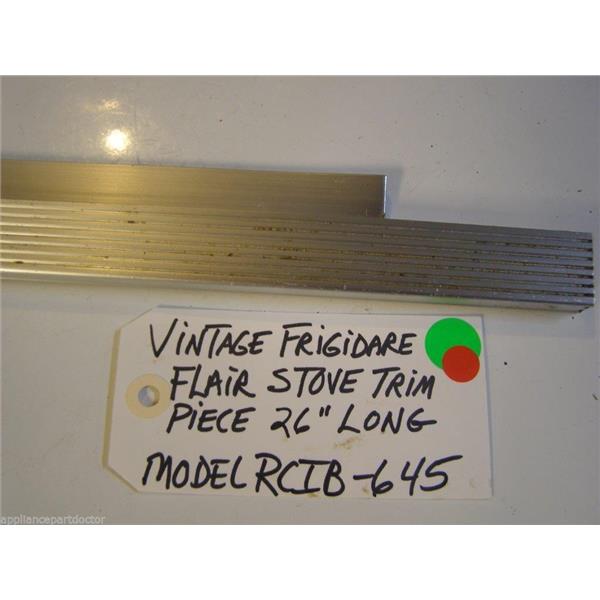 VINTAGE FRIGIDARE
FLAIR STOVE TRIM
PIECE 26" LONG
MODEL RCIB-645
appliancepartdoctor